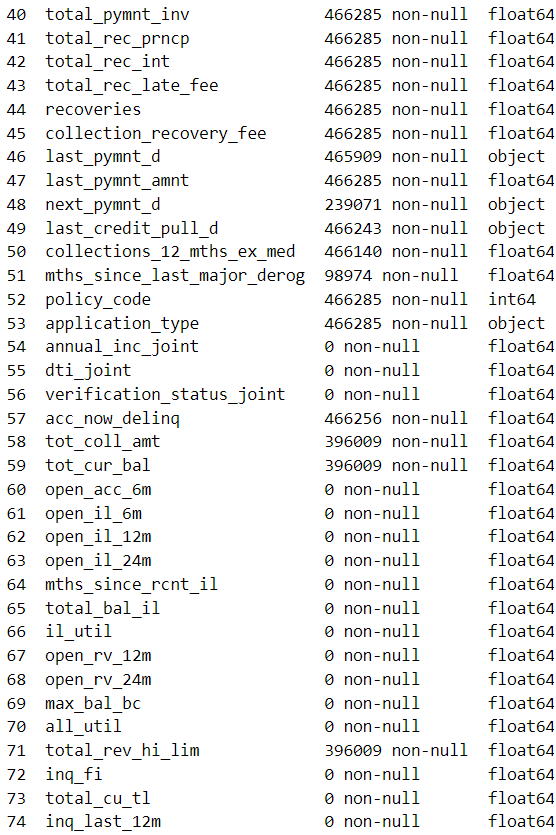 40 total_pymnt_inv 466285 non-null float64
41 total_rec_prncp 466285 non-null float64
42 total_rec_int 466285 non-null float64
43 total_rec_late_fee 466285 non-null float64
44 recoveries 466285 non-null float64
45 collection_recovery_fee 466285 non-null float64
46 last_pymnt_d 465909 non-null object
47 last_pymnt_amnt 466285 non-null float64
48 next_pymnt_d 239071 non-null object
49 last_credit_pull_d 466243 non-null object
50 collections_12_mths_ex_med 466140 non-null float64
51 mths_since_last_major_derog 98974 non-null float64
52 policy_code 466285 non-null int64
53 application_type 466285 non-null object
54 annual_inc_joint 0 non-null float64
55 dti_joint 0 non-null float64
56 verification_status_joint 0 non-null float64
57 acc_now_delinq 466256 non-null float64
58 tot_coll_amt 396009 non-null float64
59 tot_cur_bal 396009 non-null float64
60 open_acc_6m 0 non-null float64
61 open_il_6m 0 non-null float64
62 open_il_12m 0 non-null float64
63 open_il_24m 0 non-null float64
64 mths_since_rcnt_il 0 non-null float64
65 total_bal_il 0 non-null float64
66 il_util 0 non-null float64
67 open_rv_12m 0 non-null float64
68 open_rv_24m 0 non-null float64
69 max_bal_bc 0 non-null float64
70 all_util 0 non-null float64
71 total_rev_hi_lim 396009 non-null float64
72 inq_fi 0 non-null float64
73 total_cu_tl 0 non-null float64
74 inq_last_12m 0 non-null float64